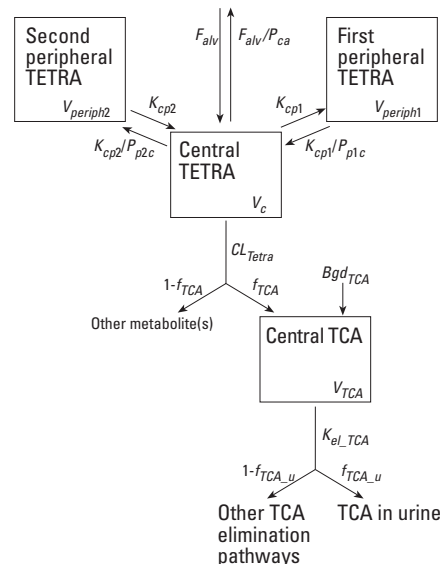 Second
peripheral
TETRA
V_periph2
F_alv
F_alv/P_ca
First
peripheral
TETRA
V_periph1
K_cp2
K_cp1
K_cp2/P_p2c
K_cp1/P_p1c
Central
TETRA
V_c
CL_Tetra
1-f_TCA
f_TCA
Bgd_TCA
Other metabolite(s)
Central TCA
V_TCA
K_el_TCA
1-f_TCA_u
f_TCA_u
Other TCA
elimination
pathways
TCA in urine